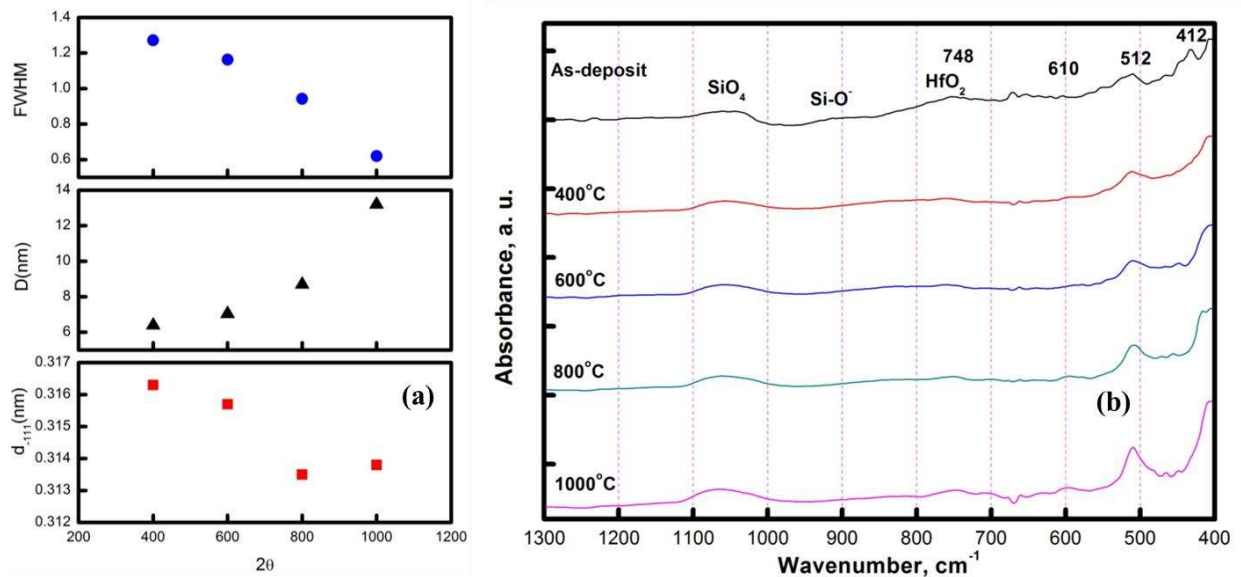 1.4
1.2
1.0
0.8
0.6
FWHM
14
12
10
8
6
D(nm)
0.317
0.316
0.315
0.314
0.313
0.312
d₋₁₁₁(nm)
(a)
200 400 600 800 1000 1200
2θ
As-deposit
SiO₄
Si-O⁻
748
HfO₂
610
512
412
400°C
600°C
800°C
1000°C
(b)
Absorbance, a. u.
1300 1200 1100 1000 900 800 700 600 500 400
Wavenumber, cm⁻¹